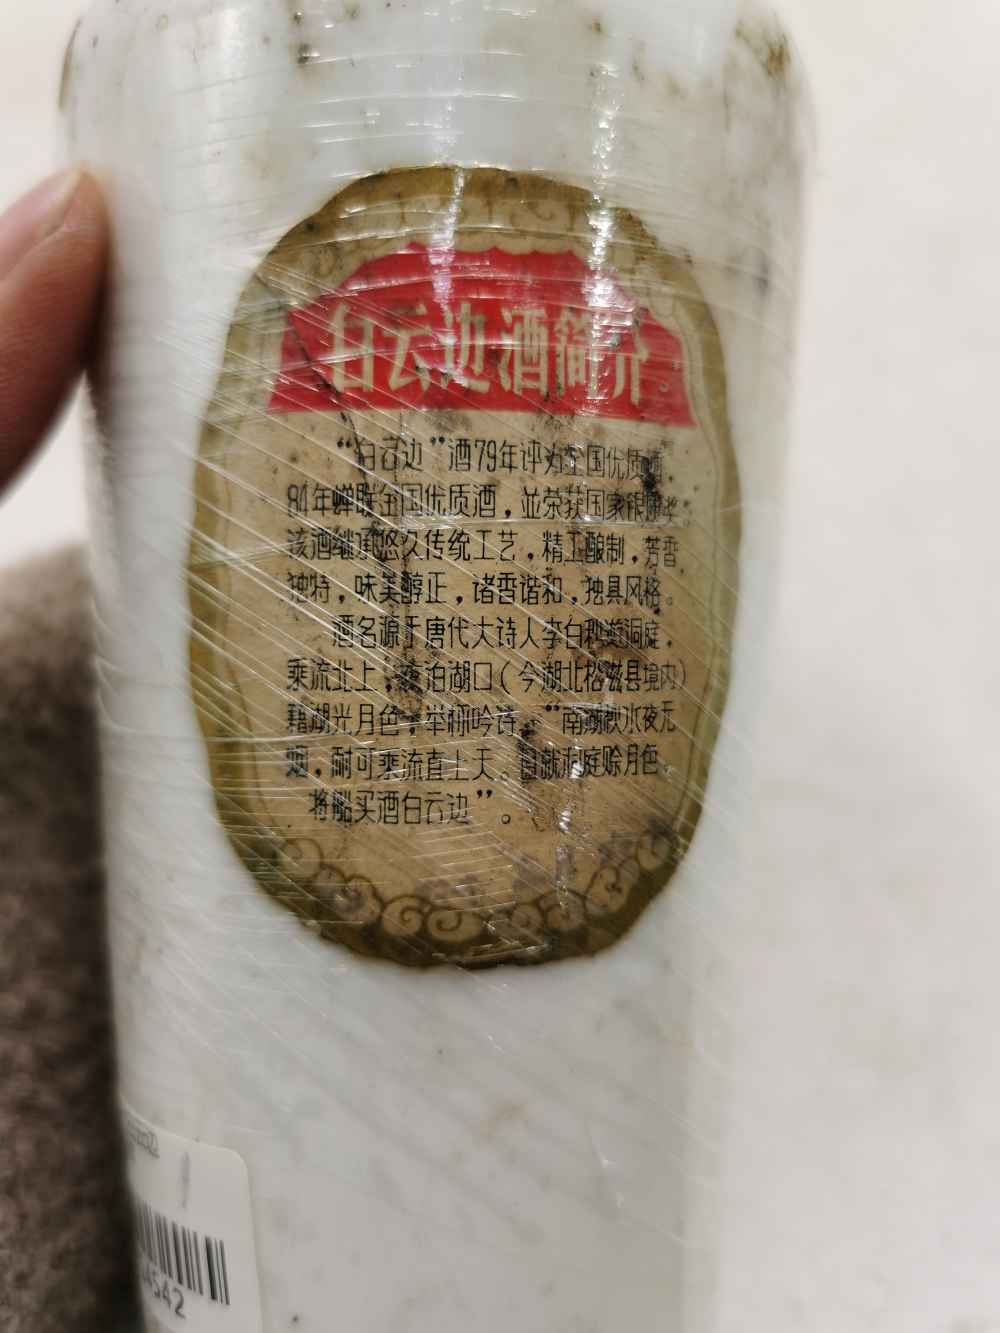 白云边酒简介
“白云边”酒79年评为全国优质酒，
84年蝉联全国优质酒，並荣获国家银质奖。
该酒继承悠久传统工艺，精工酿制，芳香
独特，味美醇正，诸香谐和，独具风格。
酒名源于唐代大诗人李白秋游洞庭，
乘流北上，夜泊湖口(今湖北松滋县境内)
藉湖光月色，举杯吟诗，“南湖秋水夜无
烟，耐可乘流直上天。且就洞庭赊月色，
将船买酒白云边”。
4542